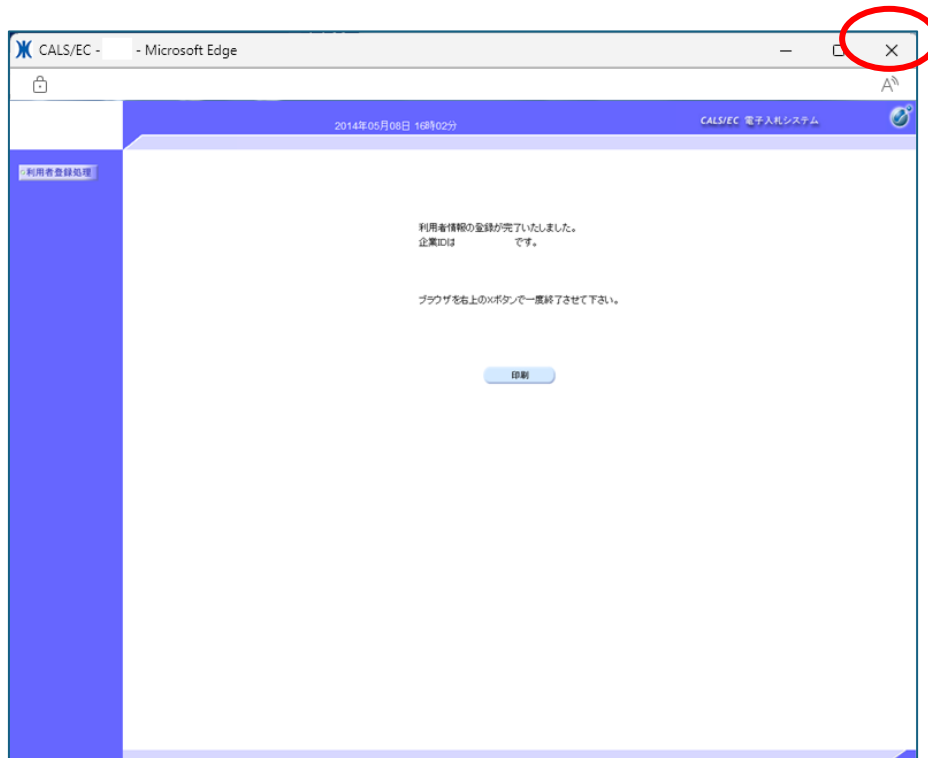 CALS/EC - - Microsoft Edge
2014年05月08日 16時02分
CALS/EC 電子入札システム
利用者登録処理
利用者情報の登録が完了いたしました。
企業IDは です。
ブラウザを右上の×ボタンで一度終了させて下さい。
印刷